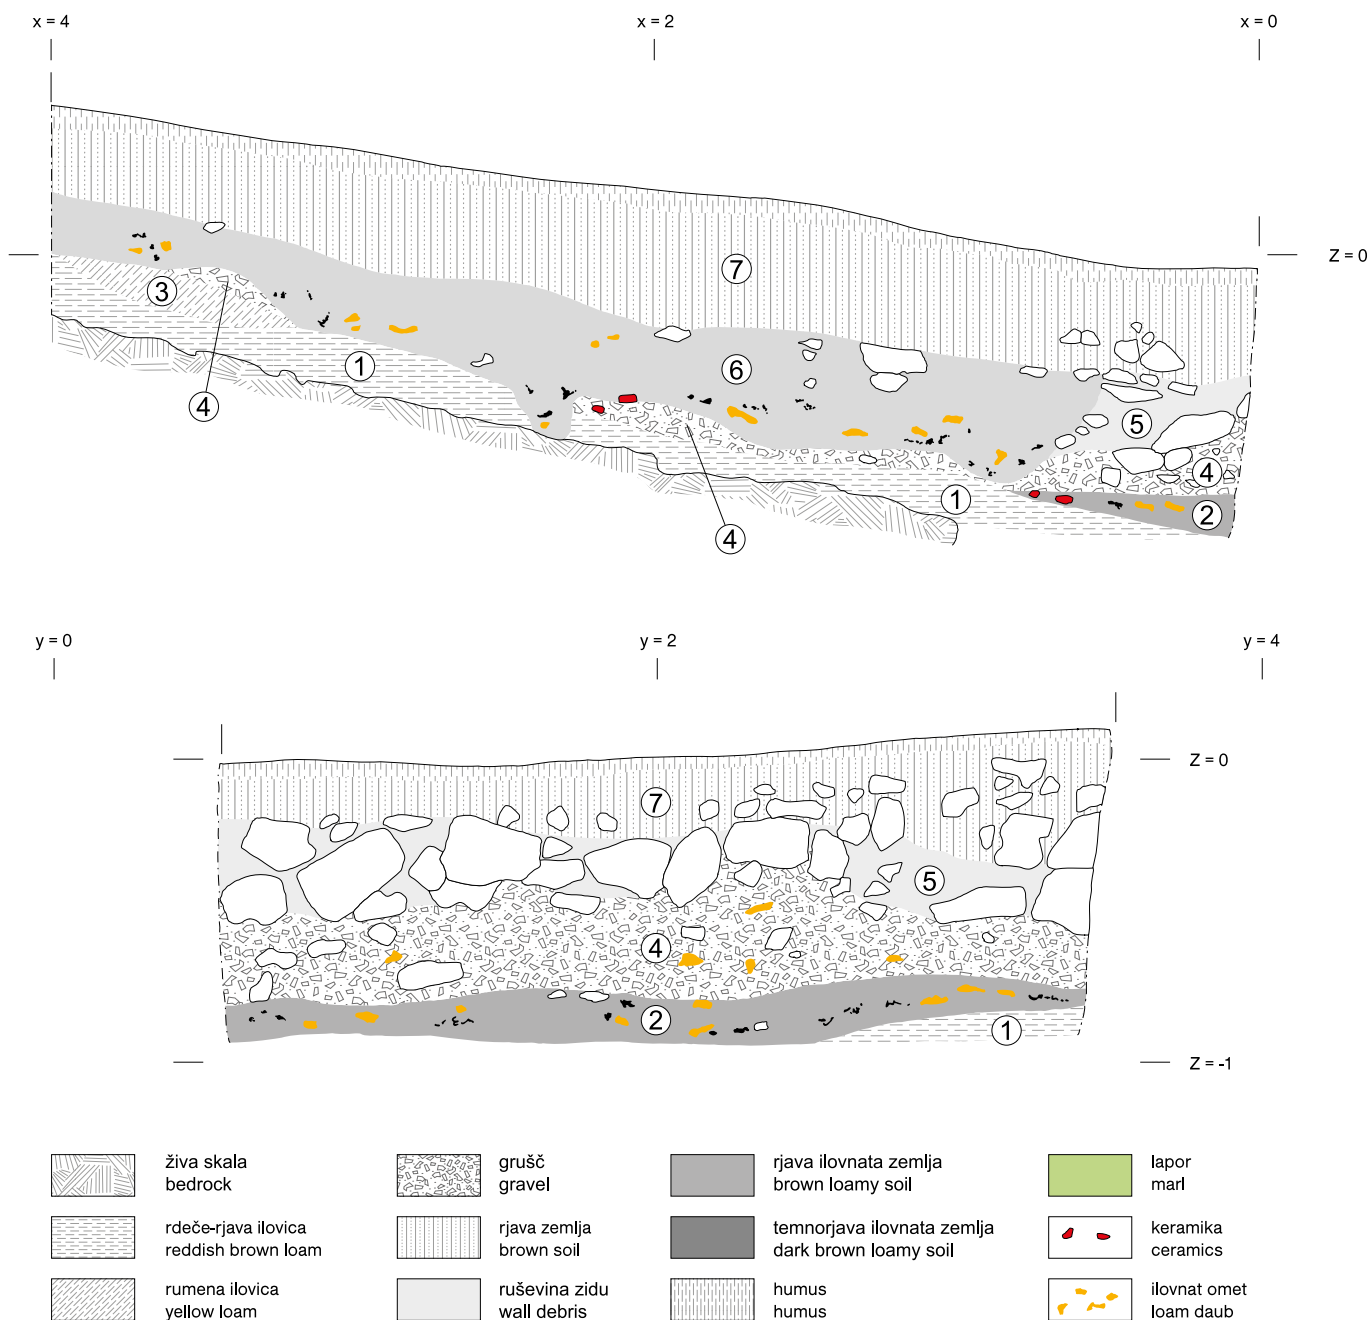 x = 4
x = 2
x = 0
Z = 0
7
3
6
1
4
5
4
1
2
4
y = 0
y = 2
y = 4
Z = 0
7
5
4
2
1
Z = -1
živa skala
bedrock
grušč
gravel
rjava ilovnata zemlja
brown loamy soil
lapor
marl
rdeče-rjava ilovica
reddish brown loam
rjava zemlja
brown soil
temnorjava ilovnata zemlja
dark brown loamy soil
keramika
ceramics
rumena ilovica
yellow loam
ruševina zidu
wall debris
humus
humus
ilovnat omet
loam daub